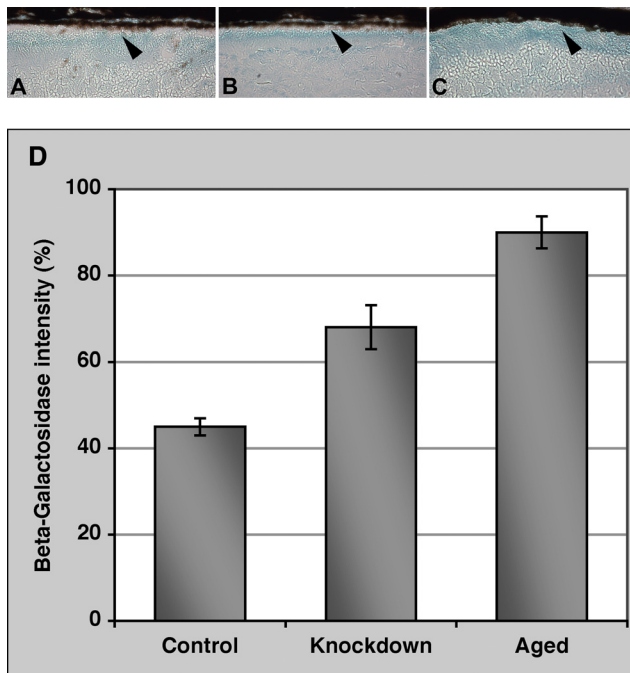 A
B
C
D
Beta-Galactosidase intensity (%)
100
80
60
40
20
0
Control Knockdown Aged